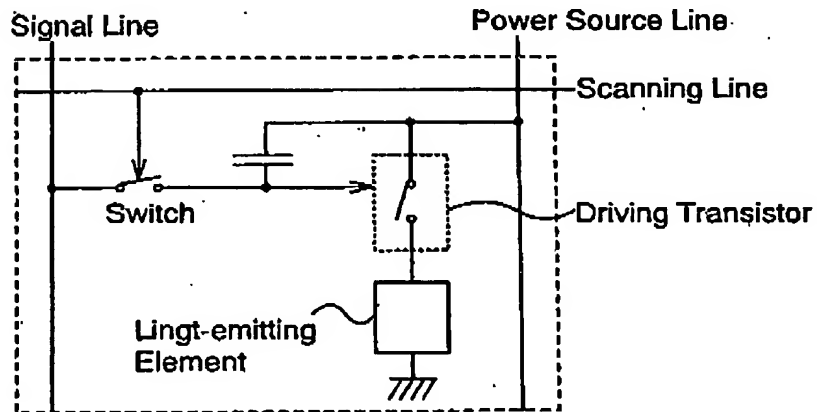 Signal Line
Power Source Line
Scanning Line
Switch
Driving Transistor
Lingt-emitting
Element